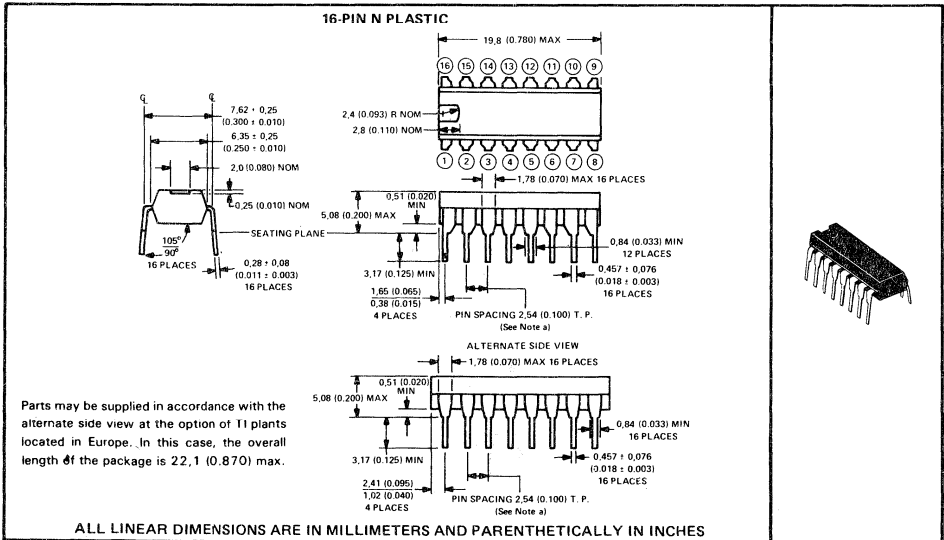 16-PIN N PLASTIC
19,8 (0.780) MAX
16 15 14 13 12 11 10 9
2,4 (0.093) R NOM
2,8 (0.110) NOM
1 2 3 4 5 6 7 8
℄ ℄
7,62 ± 0,25
(0.300 ± 0.010)
6,35 ± 0,25
(0.250 ± 0.010)
2,0 (0.080) NOM
0,25 (0.010) NOM
SEATING PLANE
105°
90°
16 PLACES
0,28 ± 0,08
(0.011 ± 0.003)
16 PLACES
1,78 (0.070) MAX 16 PLACES
0,51 (0.020)
MIN
5,08 (0.200) MAX
0,84 (0.033) MIN
12 PLACES
3,17 (0.125) MIN
0,457 ± 0,076
(0.018 ± 0.003)
16 PLACES
1,65 (0.065)
0,38 (0.015)
4 PLACES
PIN SPACING 2,54 (0.100) T. P.
(See Note a)
ALTERNATE SIDE VIEW
1,78 (0.070) MAX 16 PLACES
0,51 (0.020)
MIN
5,08 (0.200) MAX
0,84 (0.033) MIN
16 PLACES
3,17 (0.125) MIN
0,457 ± 0,076
(0.018 ± 0.003)
16 PLACES
2,41 (0.095)
1,02 (0.040)
4 PLACES
PIN SPACING 2,54 (0.100) T. P.
(See Note a)
Parts may be supplied in accordance with the
alternate side view at the option of TI plants
located in Europe. In this case, the overall
length of the package is 22,1 (0.870) max.
ALL LINEAR DIMENSIONS ARE IN MILLIMETERS AND PARENTHETICALLY IN INCHES